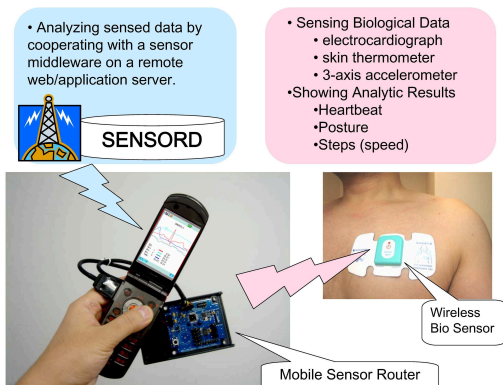 • Analyzing sensed data by
cooperating with a sensor
middleware on a remote
web/application server.
SENSORD
• Sensing Biological Data
• electrocardiograph
• skin thermometer
• 3-axis accelerometer
•Showing Analytic Results
•Heartbeat
•Posture
•Steps (speed)
Wireless
Bio Sensor
Mobile Sensor Router